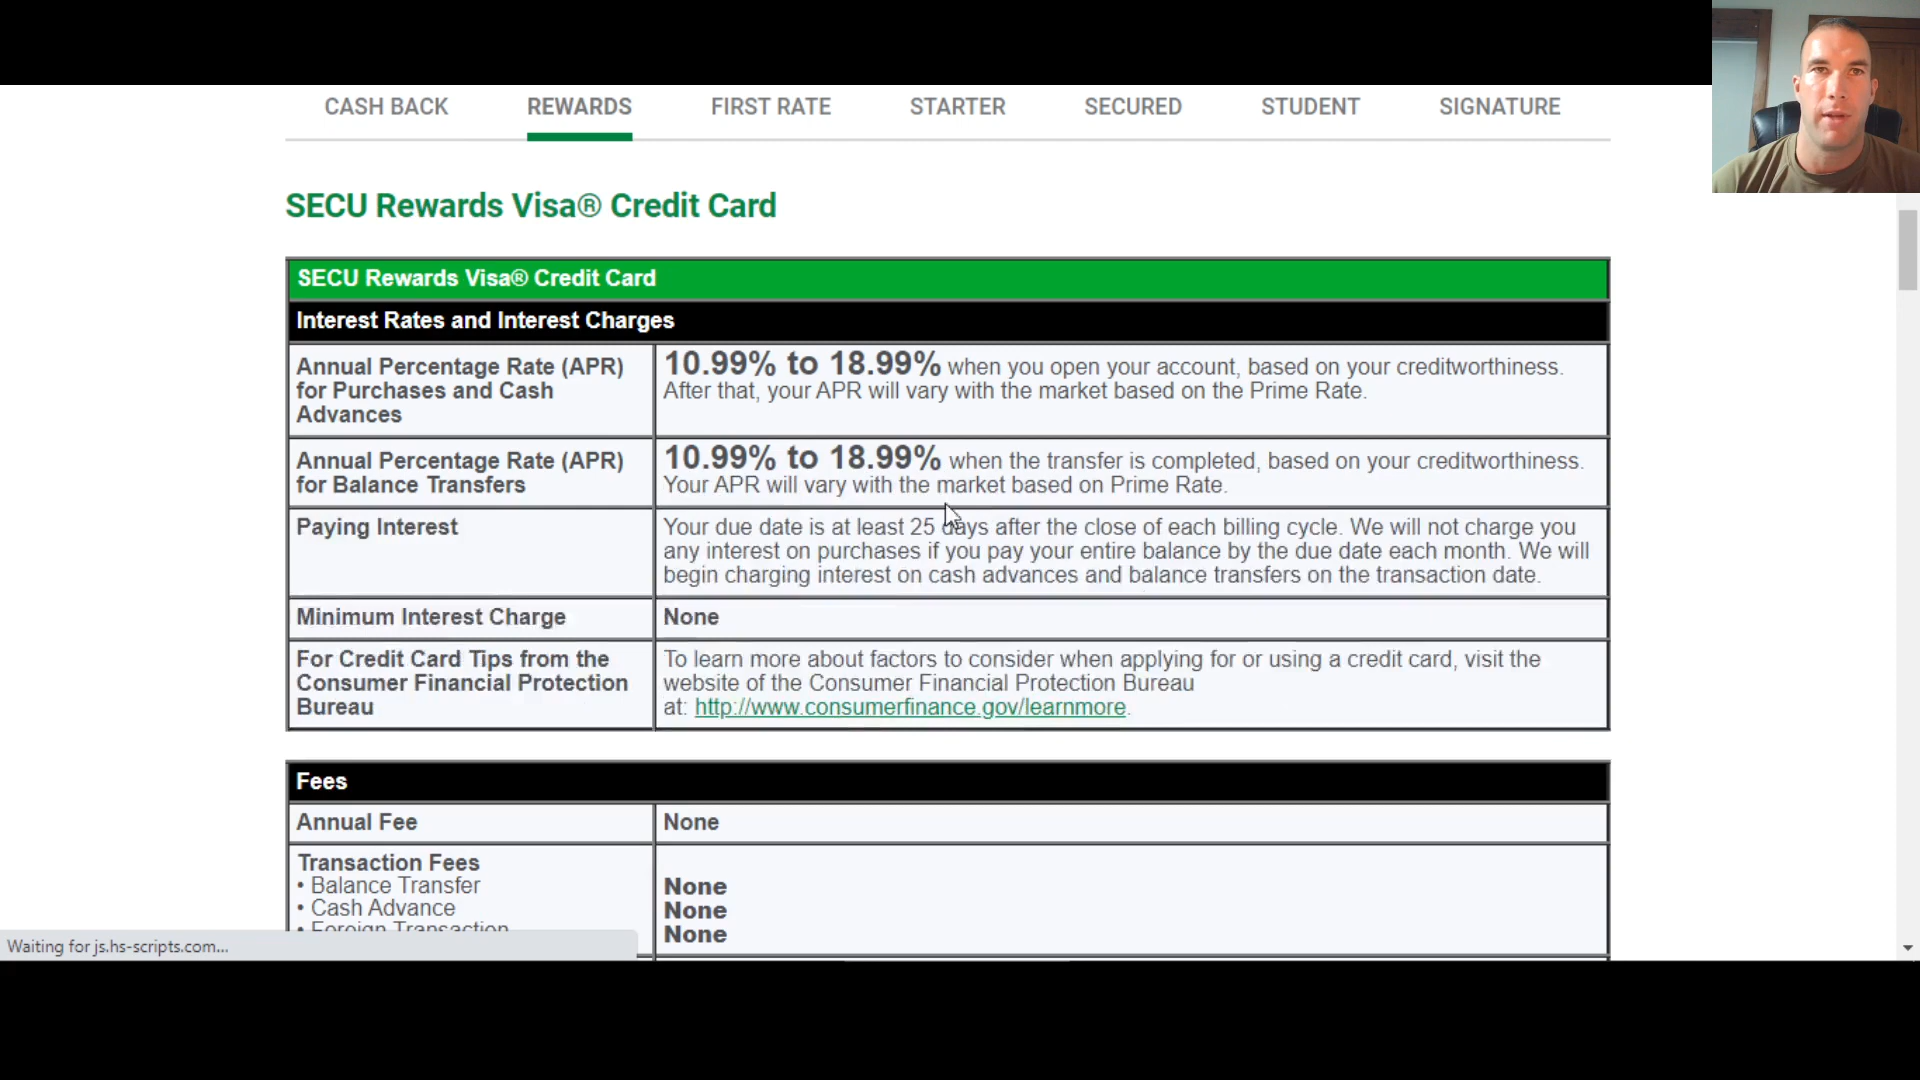 CASH BACK REWARDS FIRST RATE STARTER SECURED STUDENT SIGNATURE
SECU Rewards Visa® Credit Card
SECU Rewards Visa® Credit Card
Interest Rates and Interest Charges
Annual Percentage Rate (APR)
for Purchases and Cash
Advances
10.99% to 18.99% when you open your account, based on your creditworthiness.
After that, your APR will vary with the market based on the Prime Rate.
Annual Percentage Rate (APR)
for Balance Transfers
10.99% to 18.99% when the transfer is completed, based on your creditworthiness.
Your APR will vary with the market based on Prime Rate.
Paying Interest
Your due date is at least 25 days after the close of each billing cycle. We will not charge you
any interest on purchases if you pay your entire balance by the due date each month. We will
begin charging interest on cash advances and balance transfers on the transaction date.
Minimum Interest Charge
None
For Credit Card Tips from the
Consumer Financial Protection
Bureau
To learn more about factors to consider when applying for or using a credit card, visit the
website of the Consumer Financial Protection Bureau
at: http://www.consumerfinance.gov/learnmore.
Fees
Annual Fee
None
Transaction Fees
• Balance Transfer
• Cash Advance
• Foreign Transaction
None
None
None
Waiting for js.hs-scripts.com...